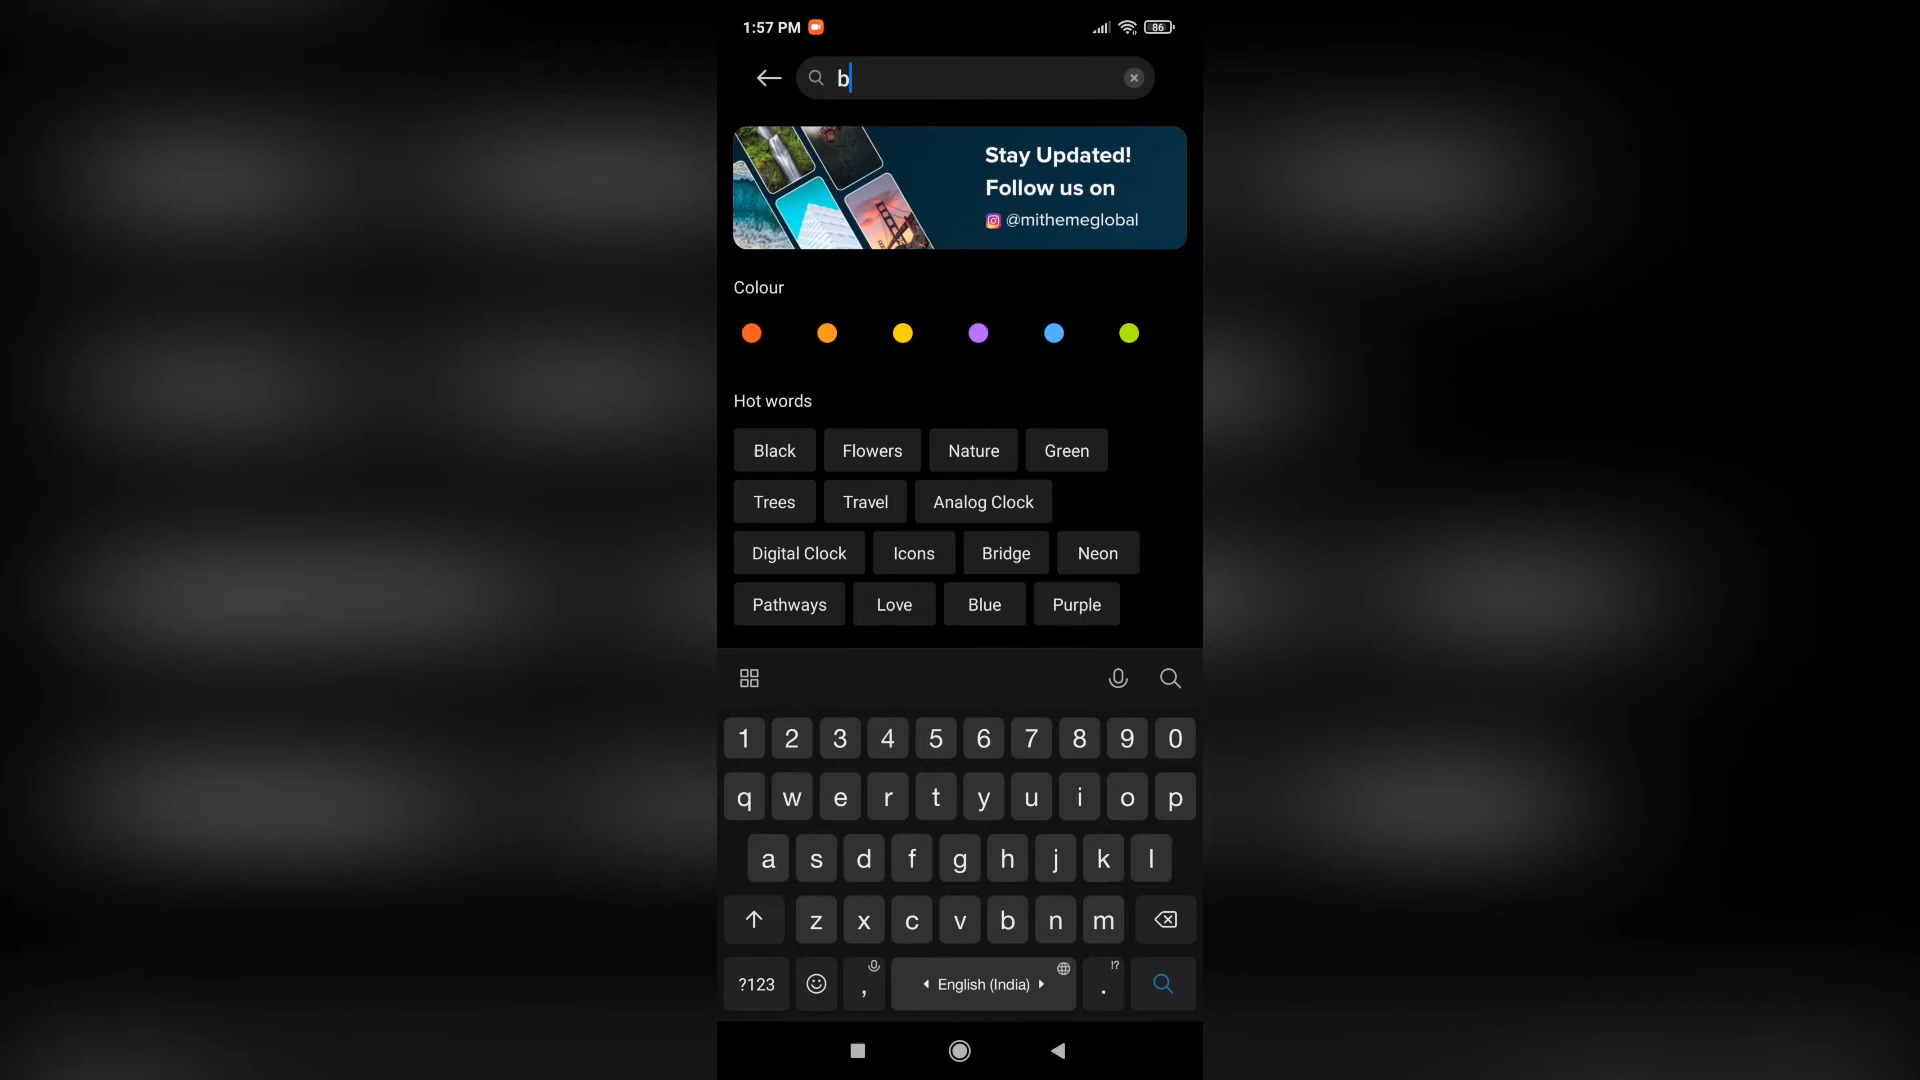 1:57 PM
86
b
Stay Updated!
Follow us on
@mithemeglobal
Colour
Hot words
Black Flowers Nature Green
Trees Travel Analog Clock
Digital Clock Icons Bridge Neon
Pathways Love Blue Purple
1 2 3 4 5 6 7 8 9 0
q w e r t y u i o p
a s d f g h j k l
z x c v b n m
!?
?123 , English (India) .